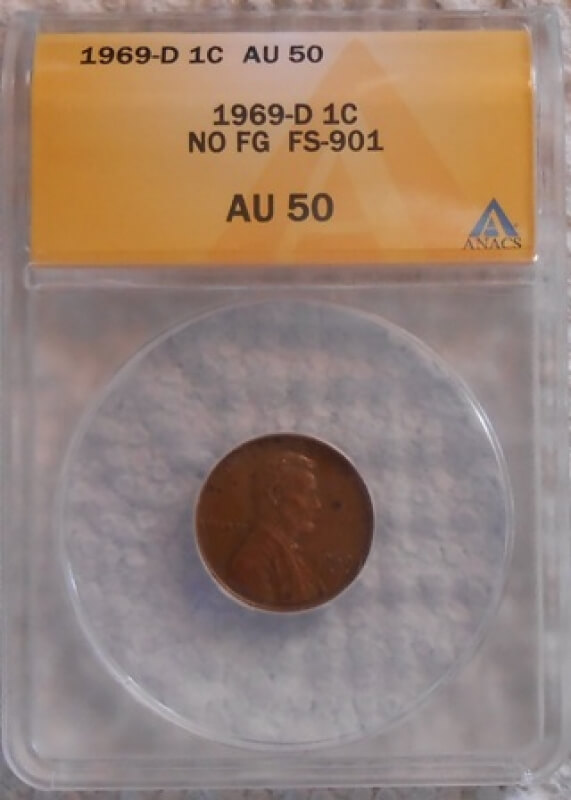 1969-D 1C AU 50
1969-D 1C
NO FG FS-901
AU 50
ANACS